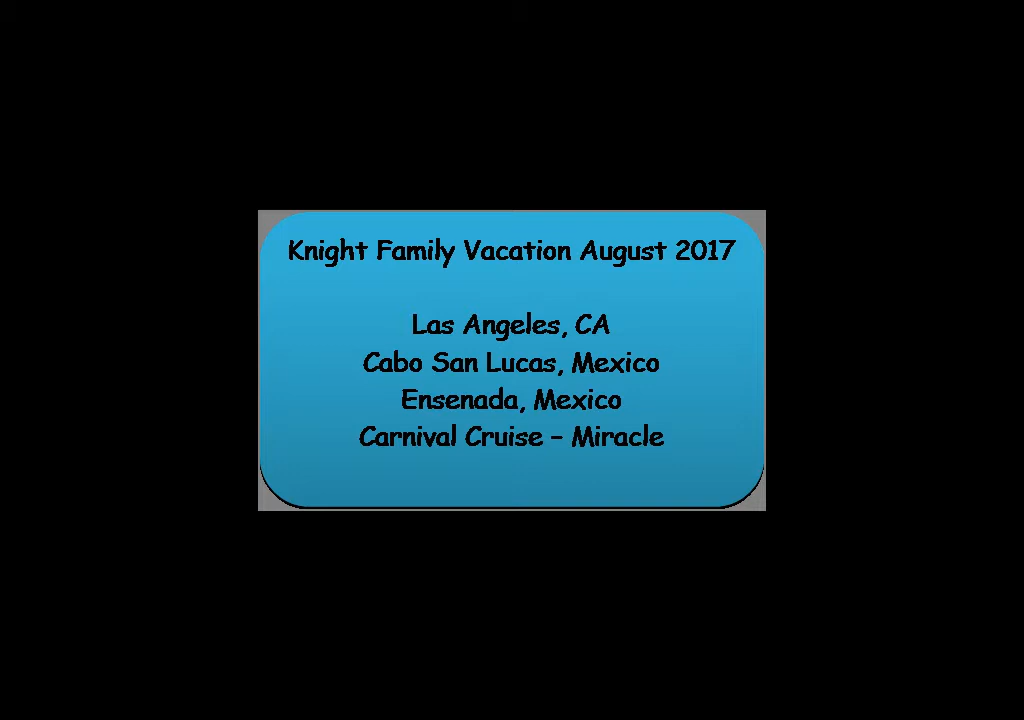 Knight Family Vacation August 2017
Las Angeles, CA
Cabo San Lucas, Mexico
Ensenada, Mexico
Carnival Cruise – Miracle